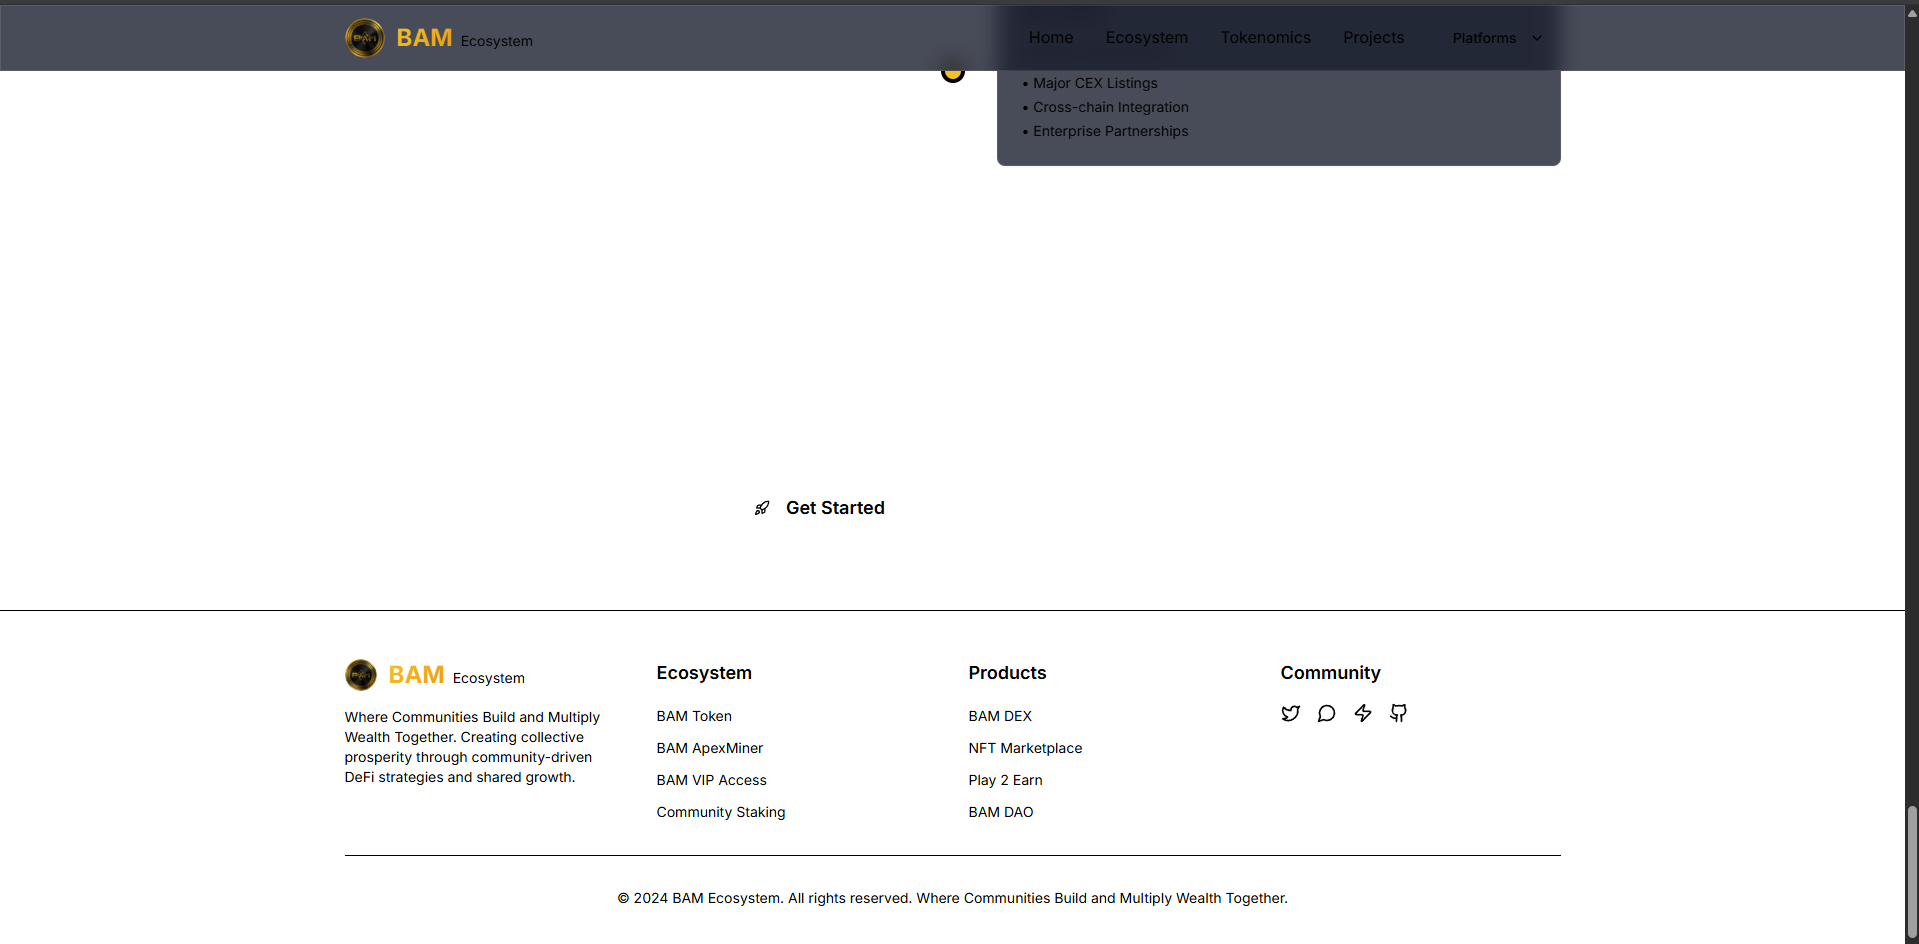 BAM Ecosystem
Home Ecosystem Tokenomics Projects Platforms
• Major CEX Listings
• Cross-chain Integration
• Enterprise Partnerships
Get Started
BAM Ecosystem
Where Communities Build and Multiply
Wealth Together. Creating collective
prosperity through community-driven
DeFi strategies and shared growth.
Ecosystem
BAM Token
BAM ApexMiner
BAM VIP Access
Community Staking
Products
BAM DEX
NFT Marketplace
Play 2 Earn
BAM DAO
Community
© 2024 BAM Ecosystem. All rights reserved. Where Communities Build and Multiply Wealth Together.